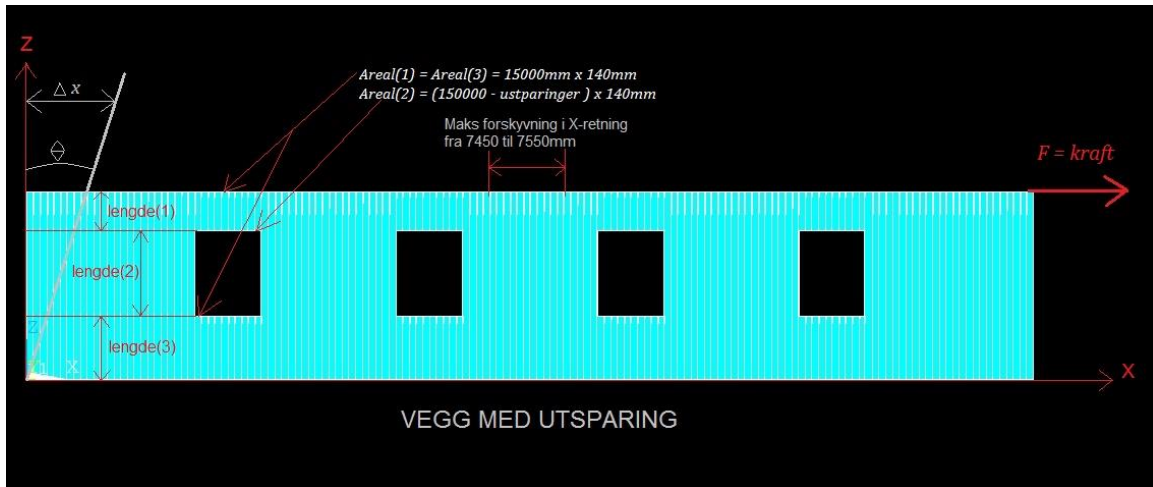 Z
△ x
Θ
Areal(1) = Areal(3) = 15000mm x 140mm
Areal(2) = (150000 - ustparinger ) x 140mm
Maks forskyvning i X-retning
fra 7450 til 7550mm
F = kraft
lengde(1)
lengde(2)
lengde(3)
Z
X
X
VEGG MED UTSPARING